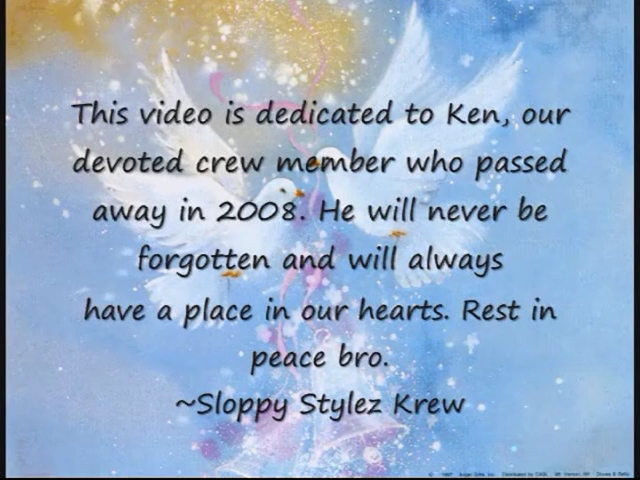 This video is dedicated to Ken, our
devoted crew member who passed
away in 2008. He will never be
forgotten and will always
have a place in our hearts. Rest in
peace bro.
~Sloppy Stylez Krew